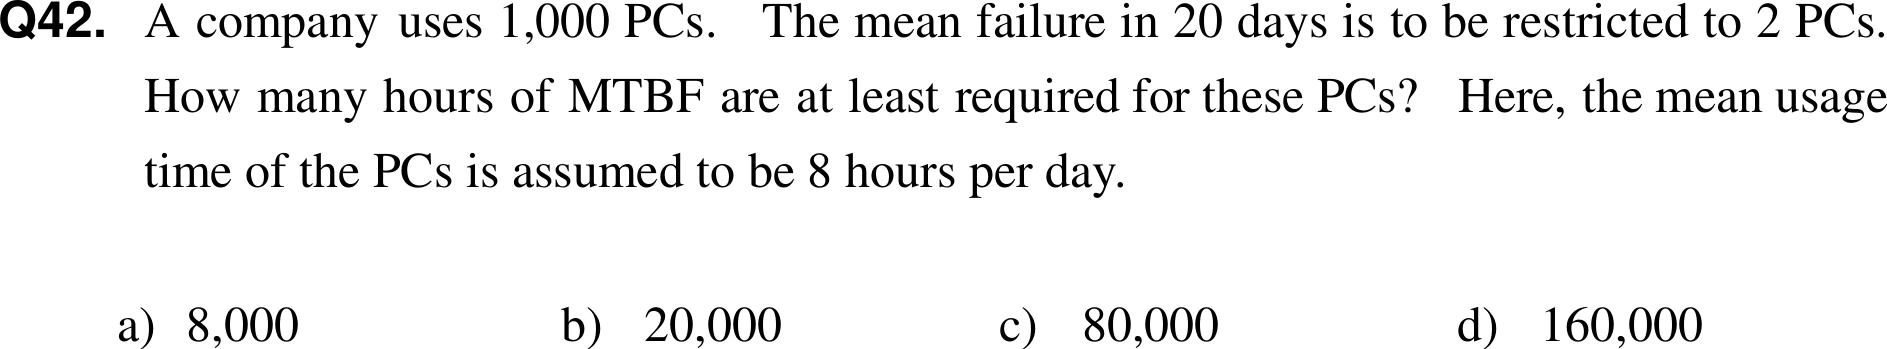 Q42. A company uses 1,000 PCs. The mean failure in 20 days is to be restricted to 2 PCs.
How many hours of MTBF are at least required for these PCs? Here, the mean usage
time of the PCs is assumed to be 8 hours per day.
a) 8,000 b) 20,000 c) 80,000 d) 160,000